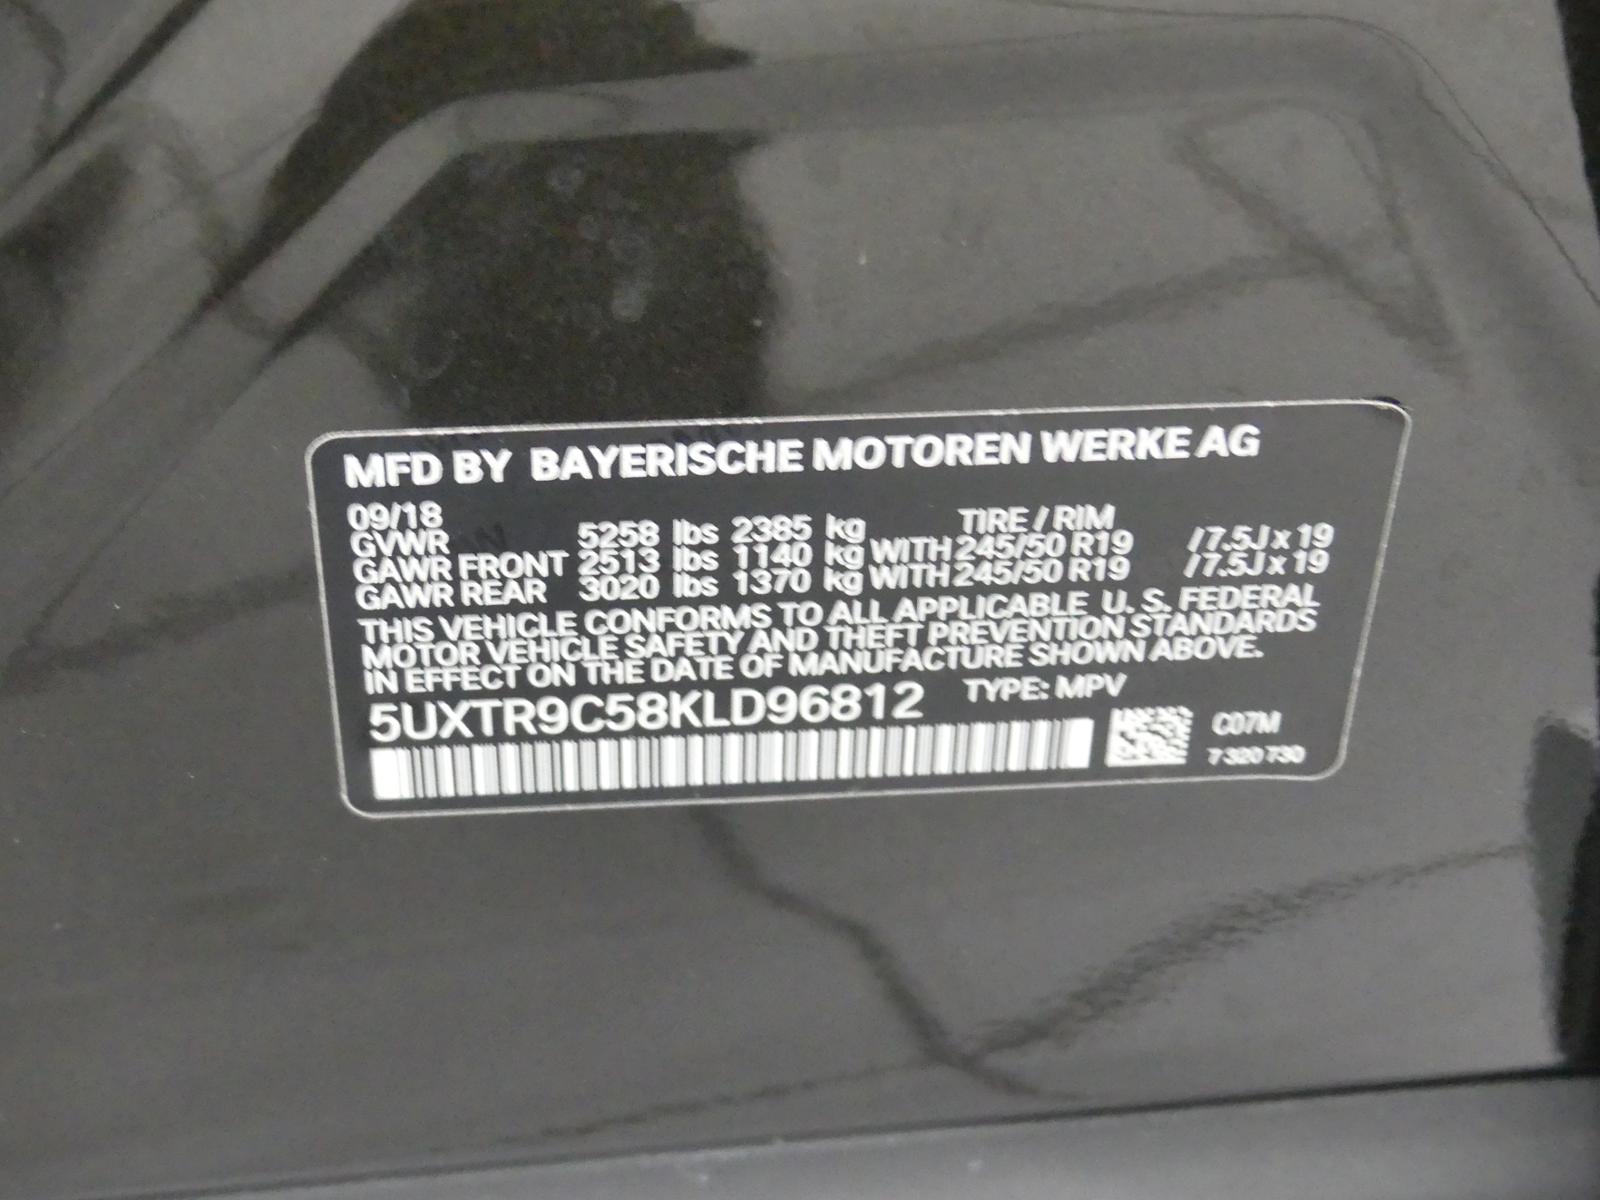 MFD BY BAYERISCHE MOTOREN WERKE AG
09/18 TIRE / RIM
GVWR 5258 lbs 2385 kg
GAWR FRONT 2513 lbs 1140 kg WITH 245/50 R19 /7.5J x 19
GAWR REAR 3020 lbs 1370 kg WITH 245/50 R19 /7.5J x 19
THIS VEHICLE CONFORMS TO ALL APPLICABLE U. S. FEDERAL
MOTOR VEHICLE SAFETY AND THEFT PREVENTION STANDARDS
IN EFFECT ON THE DATE OF MANUFACTURE SHOWN ABOVE.
5UXTR9C58KLD96812 TYPE: MPV
C07M
7 320 730